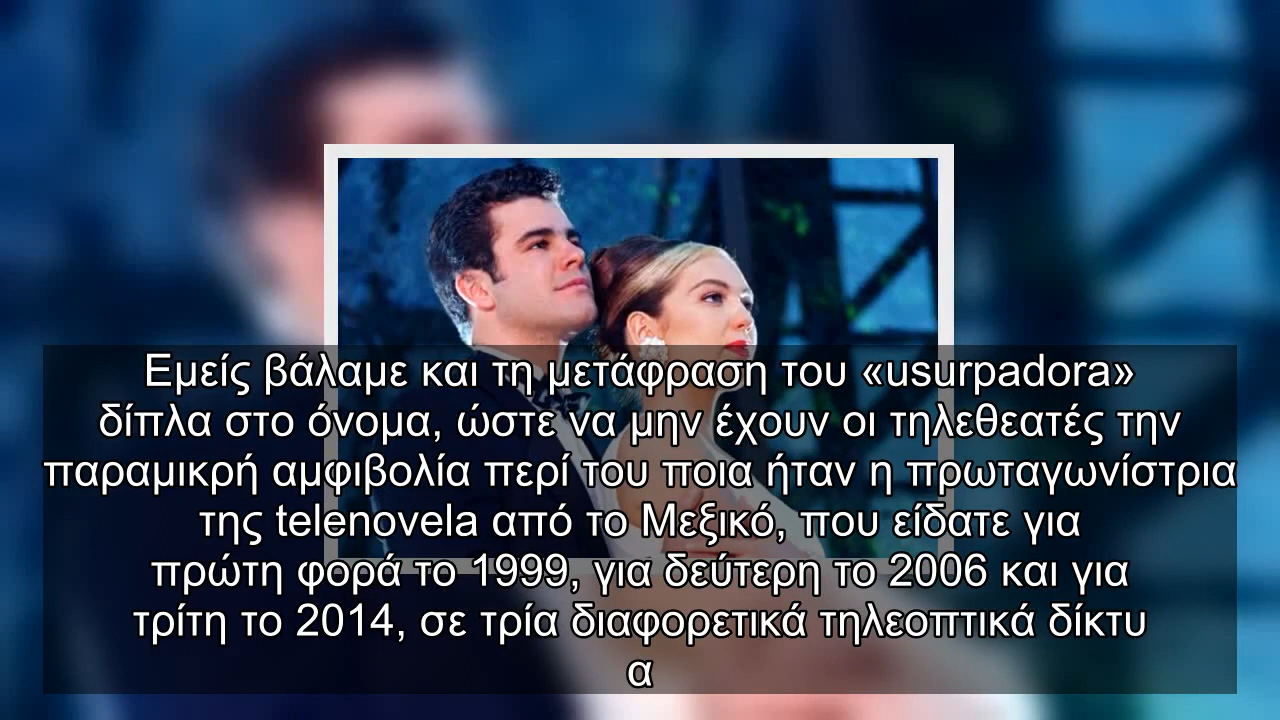 Εμείς βάλαμε και τη μετάφραση του «usurpadora»
δίπλα στο όνομα, ώστε να μην έχουν οι τηλεθεατές την
παραμικρή αμφιβολία περί του ποια ήταν η πρωταγωνίστρια
της telenovela από το Μεξικό, που είδατε για
πρώτη φορά το 1999, για δεύτερη το 2006 και για
τρίτη το 2014, σε τρία διαφορετικά τηλεοπτικά δίκτυ
α